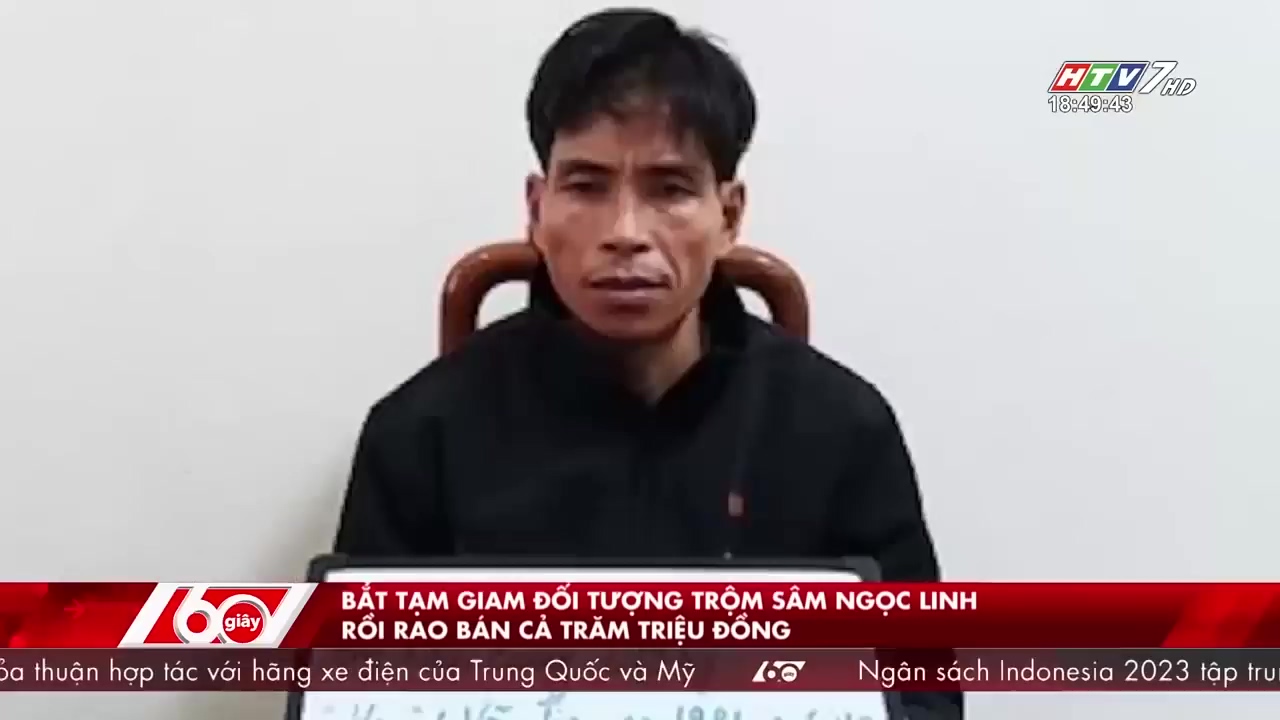 HTV7 HD
18:49:43
60 giây
BẮT TẠM GIAM ĐỐI TƯỢNG TRỘM SÂM NGỌC LINH
RỒI RAO BÁN CẢ TRĂM TRIỆU ĐỒNG
thuận hợp tác với hãng xe điện của Trung Quốc và Mỹ 60 giây Ngân sách Indonesia 2023 tập